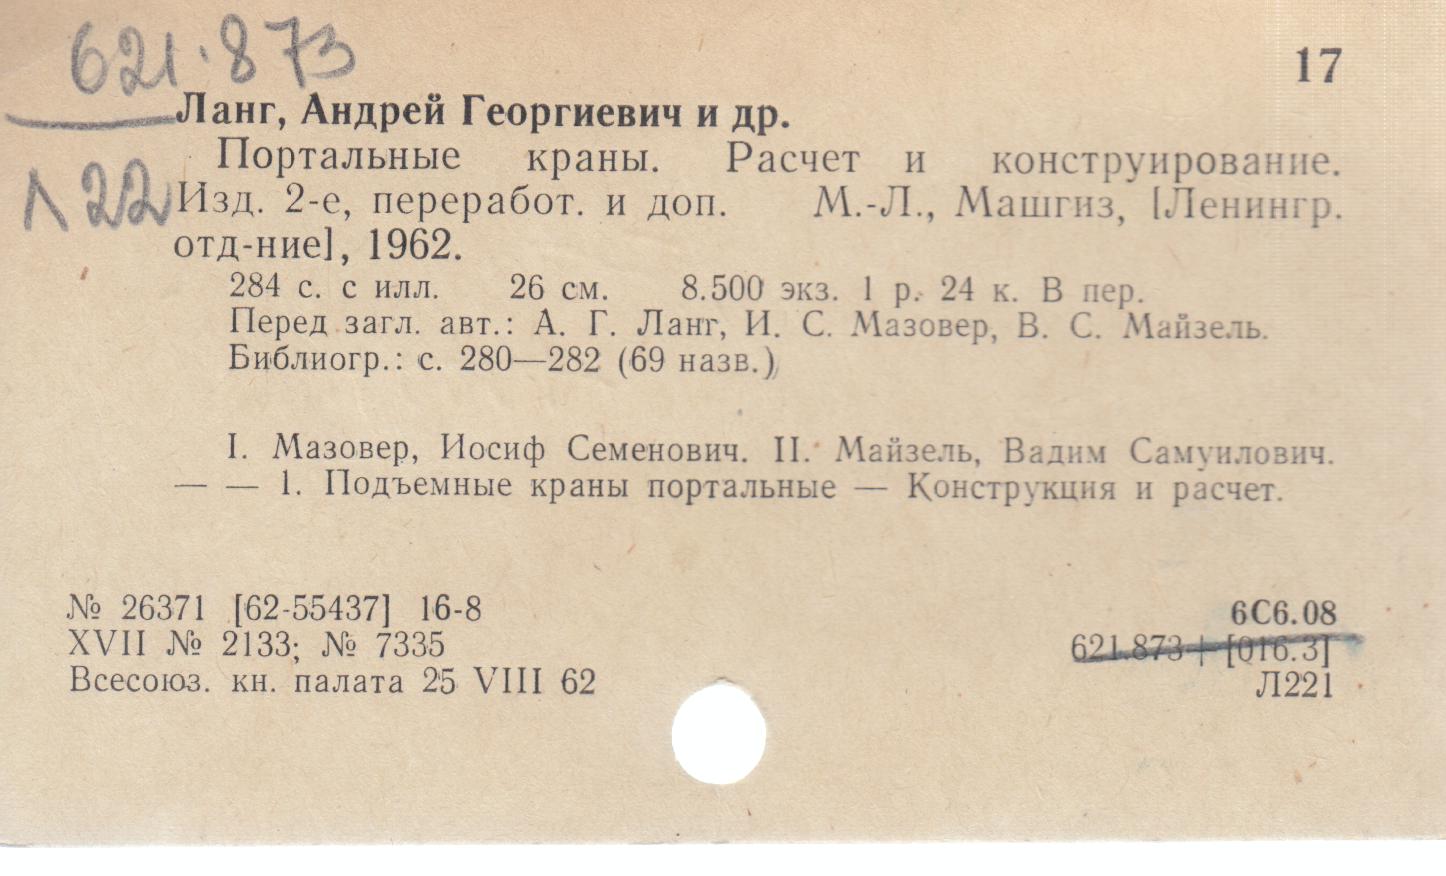 621.873
17
Ланг, Андрей Георгиевич и др.
Портальные краны. Расчет и конструирование.
Л22
Изд. 2-е, переработ. и доп. М.-Л., Машгиз, [Ленингр.
отд-ние], 1962.
284 с. с илл. 26 см. 8.500 экз. 1 р. 24 к. В пер.
Перед загл. авт.: А. Г. Ланг, И. С. Мазовер, В. С. Майзель.
Библиогр.: с. 280—282 (69 назв.)
I. Мазовер, Иосиф Семенович. II. Майзель, Вадим Самуилович.
— — 1. Подъемные краны портальные — Конструкция и расчет.
№ 26371 [62-55437] 16-8
6С6.08
XVII № 2133; № 7335
621.873+[016.3]
Всесоюз. кн. палата 25 VIII 62
Л221